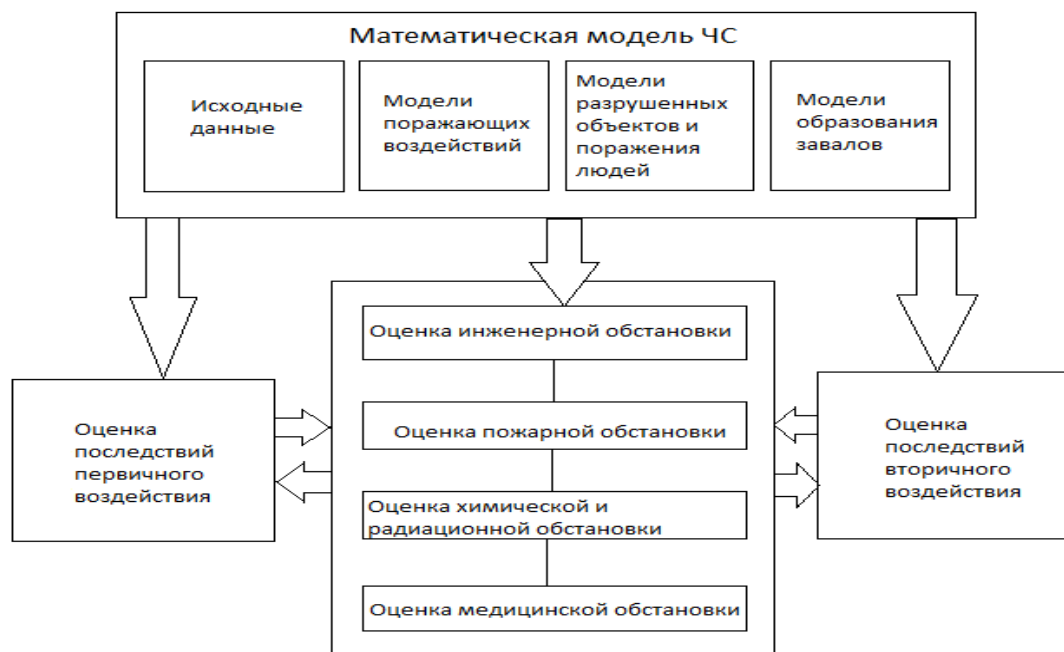 Математическая модель ЧС
Исходные
данные
Модели
поражающих
воздействий
Модели
разрушенных
объектов и
поражения
людей
Модели
образования
завалов
Оценка инженерной обстановки
Оценка пожарной обстановки
Оценка химической и
радиационной обстановки
Оценка медицинской обстановки
Оценка
последствий
первичного
воздействия
Оценка
последствий
вторичного
воздействия